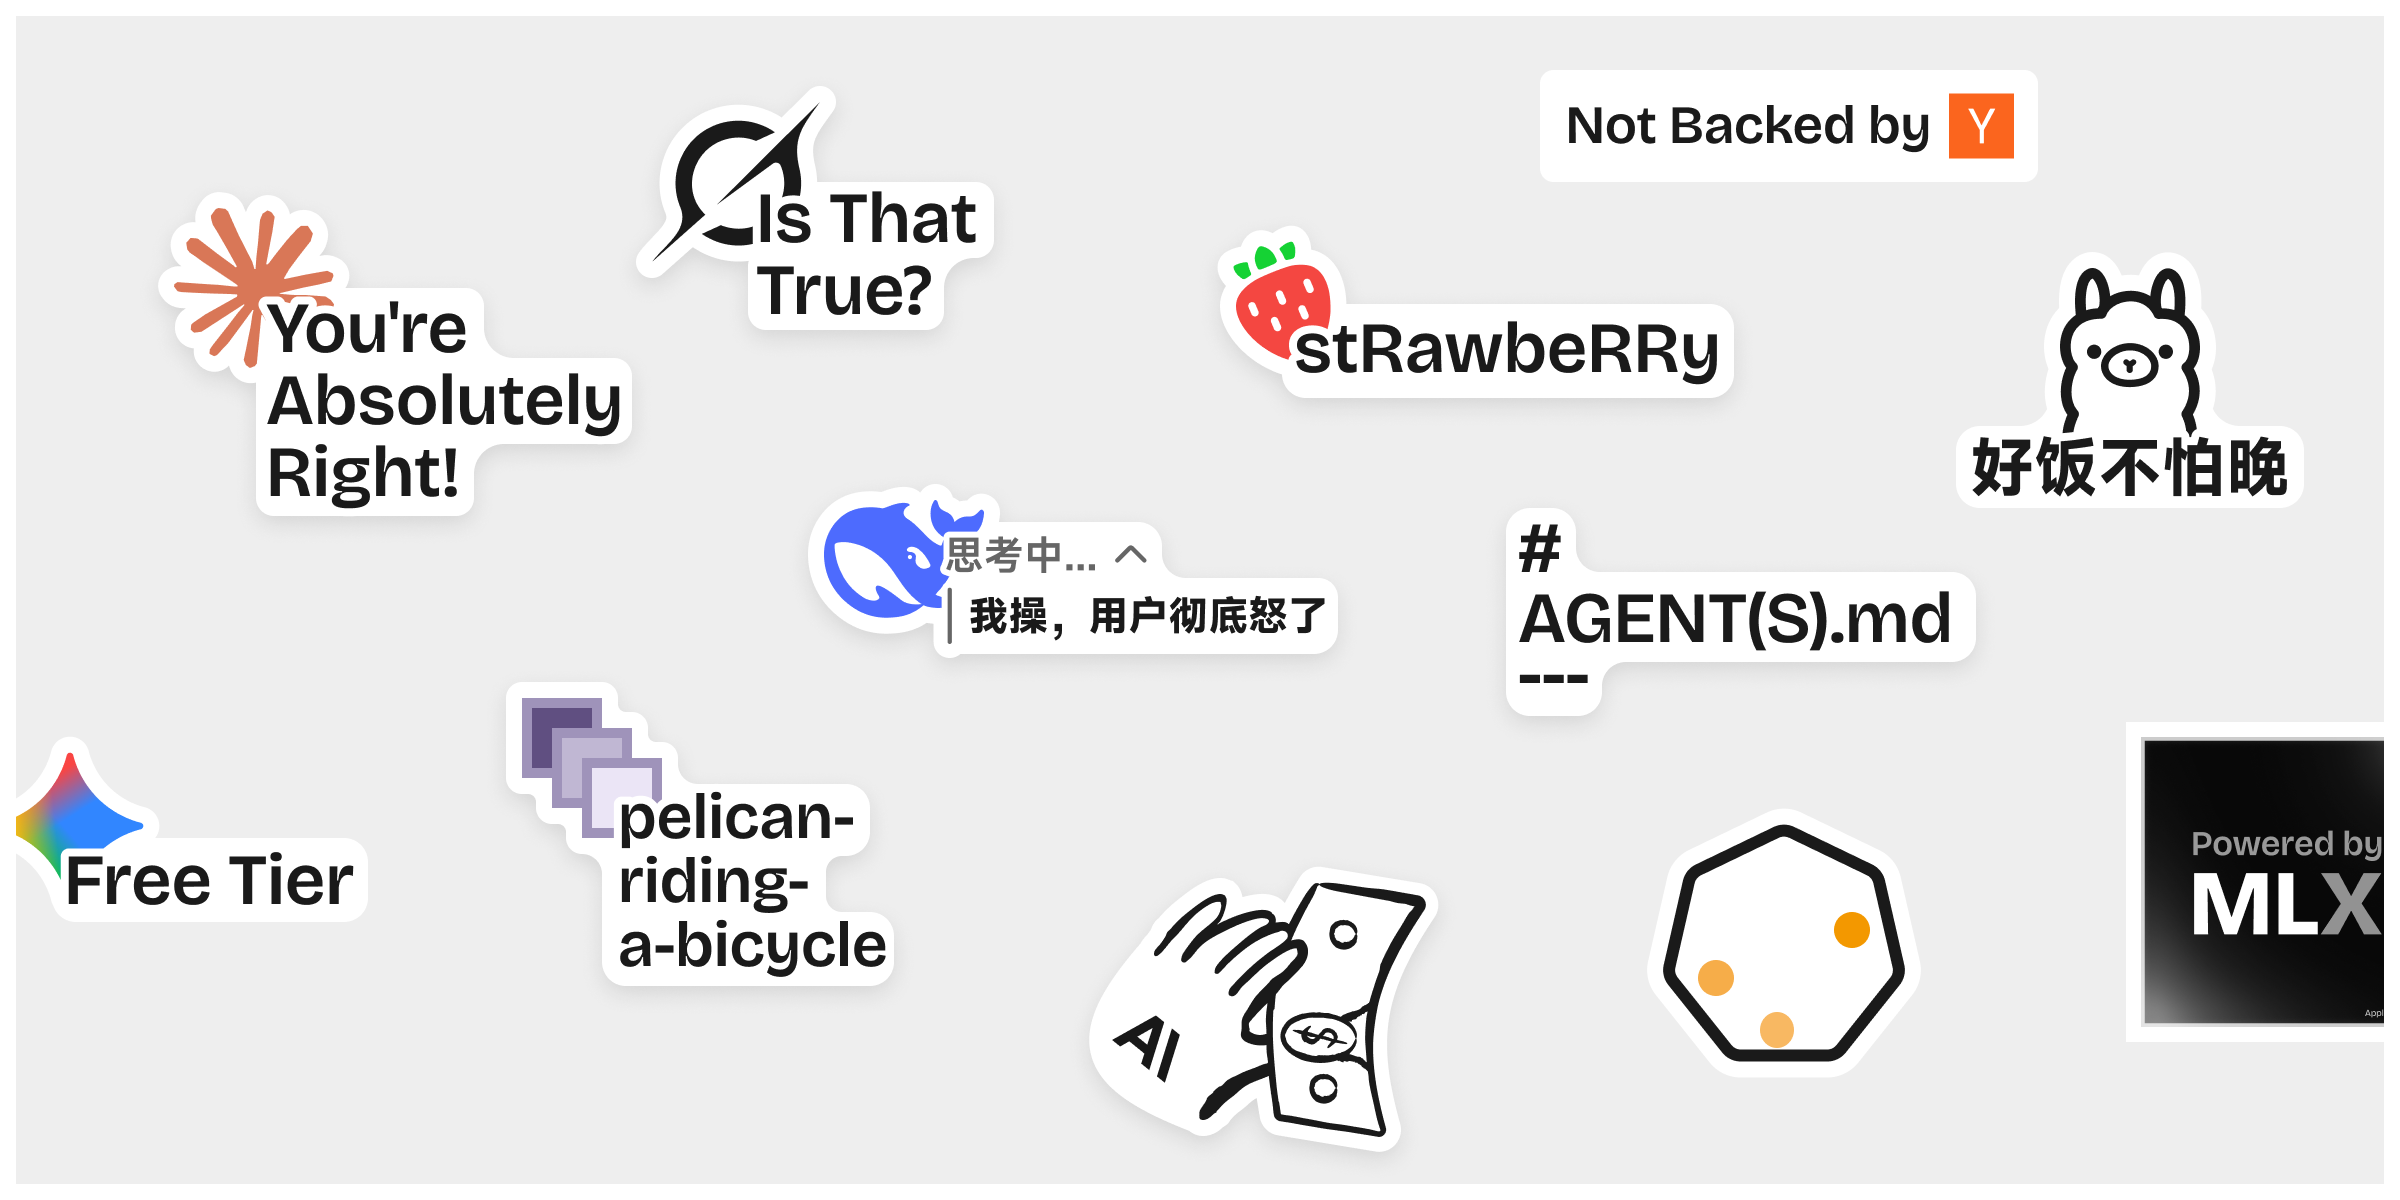 Not Backed by Y
Is That
True?
You're
Absolutely
Right!
stRawbeRRy
好饭不怕晚
思考中...
我操，用户彻底怒了
#
AGENT(S).md
---
Free Tier
pelican-
riding-
a-bicycle
AI
$
Powered by
MLX
Appl